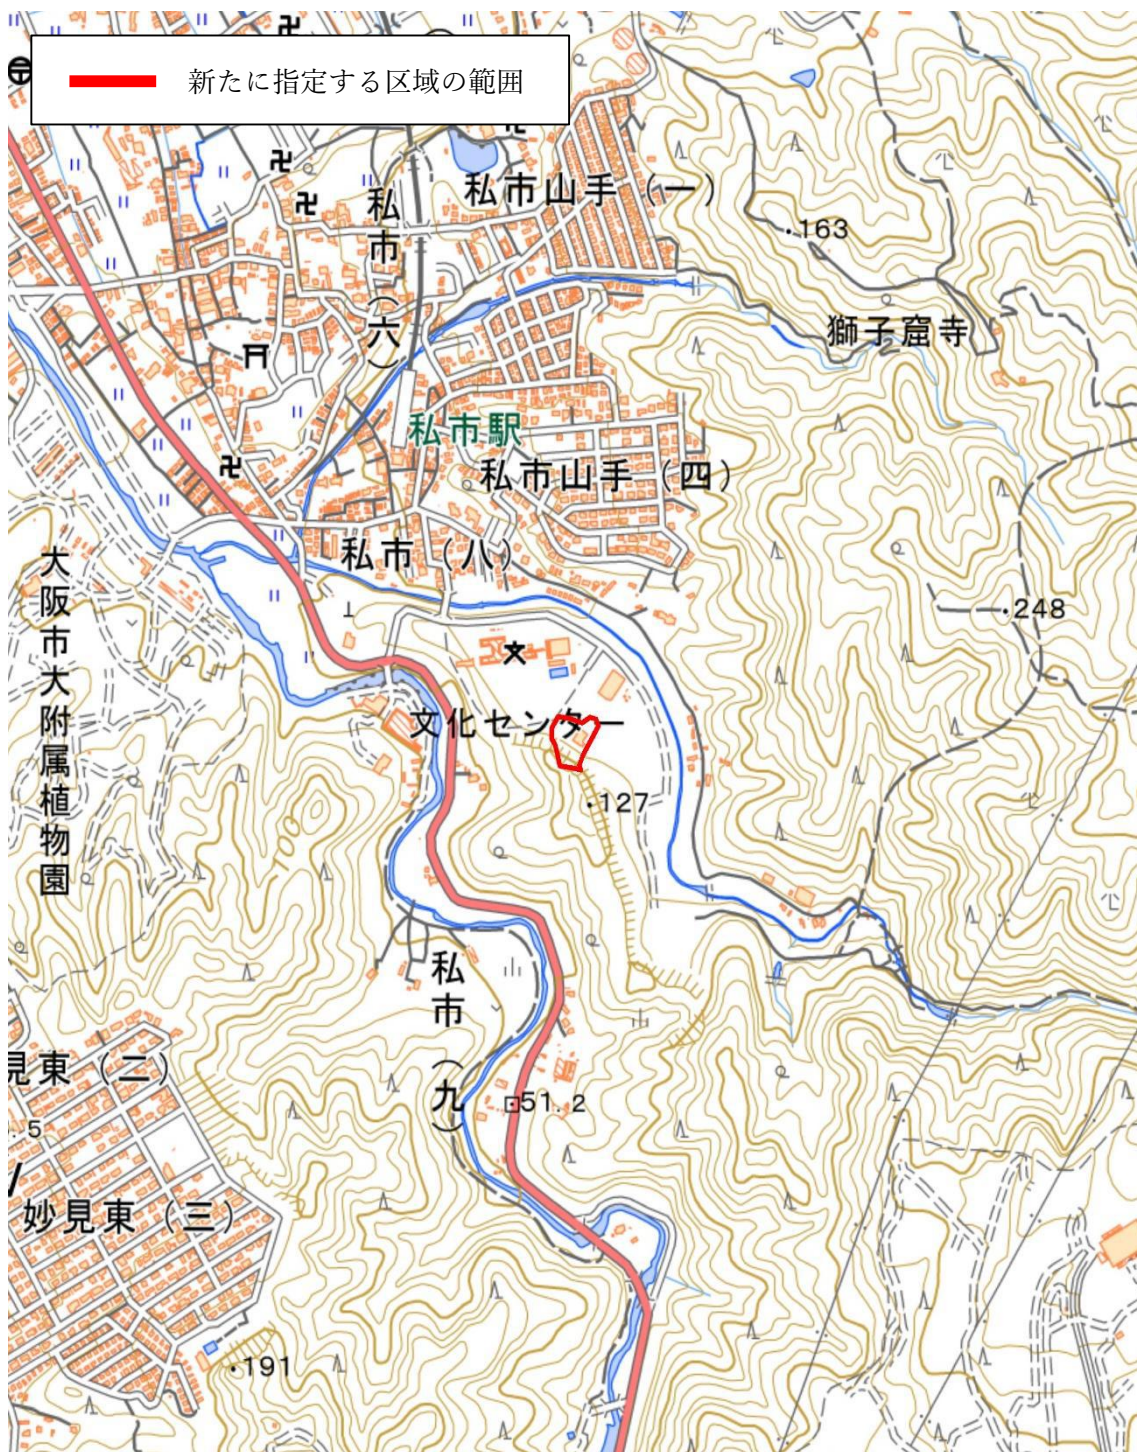 新たに指定する区域の範囲
私市山手（一）
私市（六）
163
獅子窟寺
私市駅
私市山手（四）
私市（八）
大阪市大附属植物園
248
文化センター
127
100
私市（九）
見東（二）
51.2
.5
妙見東（三）
191